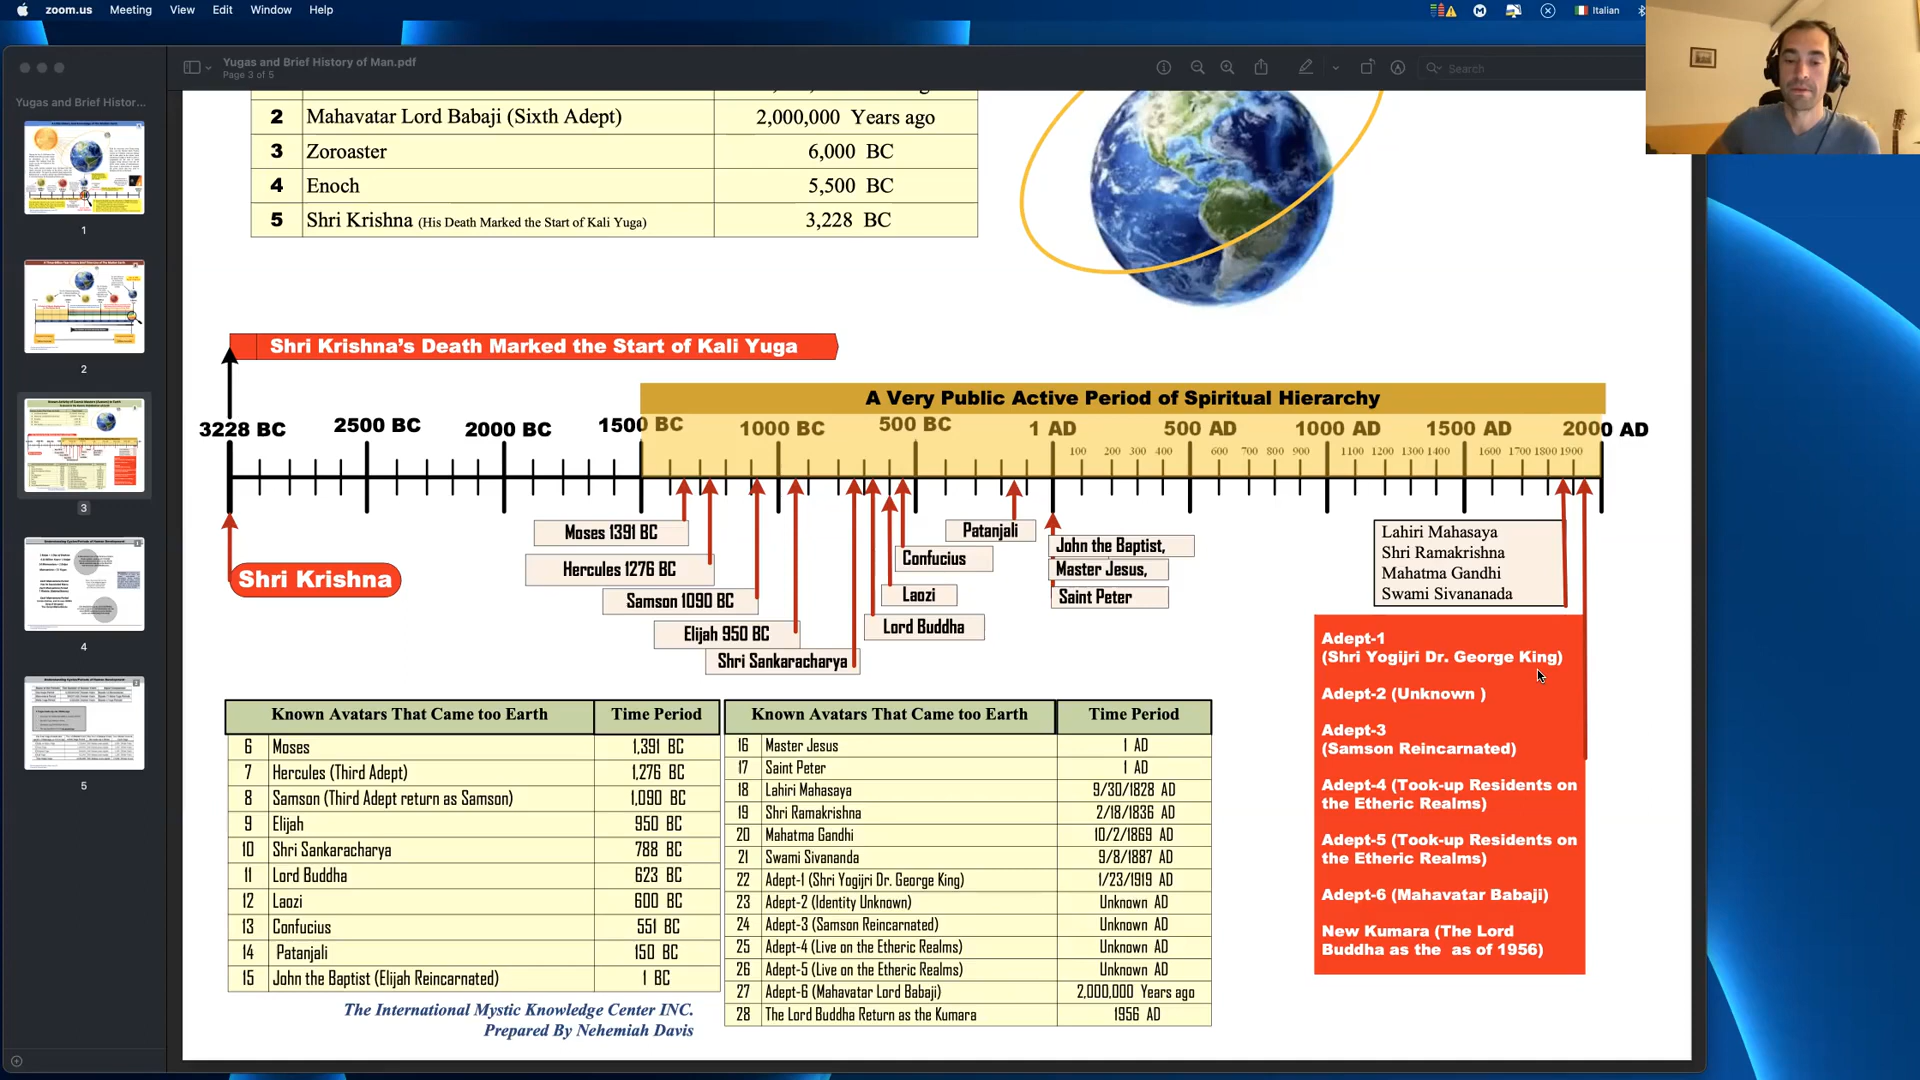 zoom.us Meeting View Edit Window Help
Italian
Yugas and Brief History of Man.pdf
Page 3 of 5
Search
Yugas and Brief Histor...
1
2
3
4
5
2 Mahavatar Lord Babaji (Sixth Adept) 2,000,000 Years ago
3 Zoroaster 6,000 BC
4 Enoch 5,500 BC
5 Shri Krishna (His Death Marked the Start of Kali Yuga) 3,228 BC
Shri Krishna's Death Marked the Start of Kali Yuga
A Very Public Active Period of Spiritual Hierarchy
3228 BC 2500 BC 2000 BC 1500 BC 1000 BC 500 BC 1 AD 500 AD 1000 AD 1500 AD 2000 AD
100 200 300 400 600 700 800 900 1100 1200 1300 1400 1600 1700 1800 1900
Moses 1391 BC
Hercules 1276 BC
Samson 1090 BC
Elijah 950 BC
Shri Sankaracharya
Shri Krishna
Patanjali
Confucius
Laozi
Lord Buddha
John the Baptist,
Master Jesus,
Saint Peter
Lahiri Mahasaya
Shri Ramakrishna
Mahatma Gandhi
Swami Sivananada
Adept-1
(Shri Yogijri Dr. George King)
Adept-2 (Unknown )
Adept-3
(Samson Reincarnated)
Adept-4 (Took-up Residents on
the Etheric Realms)
Adept-5 (Took-up Residents on
the Etheric Realms)
Adept-6 (Mahavatar Babaji)
New Kumara (The Lord
Buddha as the as of 1956)
Known Avatars That Came too Earth Time Period
6 Moses 1,391 BC
7 Hercules (Third Adept) 1,276 BC
8 Samson (Third Adept return as Samson) 1,090 BC
9 Elijah 950 BC
10 Shri Sankaracharya 788 BC
11 Lord Buddha 623 BC
12 Laozi 600 BC
13 Confucius 551 BC
14 Patanjali 150 BC
15 John the Baptist (Elijah Reincarnated) 1 BC
Known Avatars That Came too Earth Time Period
16 Master Jesus 1 AD
17 Saint Peter 1 AD
18 Lahiri Mahasaya 9/30/1828 AD
19 Shri Ramakrishna 2/18/1836 AD
20 Mahatma Gandhi 10/2/1869 AD
21 Swami Sivananda 9/8/1887 AD
22 Adept-1 (Shri Yogijri Dr. George King) 1/23/1919 AD
23 Adept-2 (Identity Unknown) Unknown AD
24 Adept-3 (Samson Reincarnated) Unknown AD
25 Adept-4 (Live on the Etheric Realms) Unknown AD
26 Adept-5 (Live on the Etheric Realms) Unknown AD
27 Adept-6 (Mahavatar Lord Babaji) 2,000,000 Years ago
28 The Lord Buddha Return as the Kumara 1956 AD
The International Mystic Knowledge Center INC.
Prepared By Nehemiah Davis